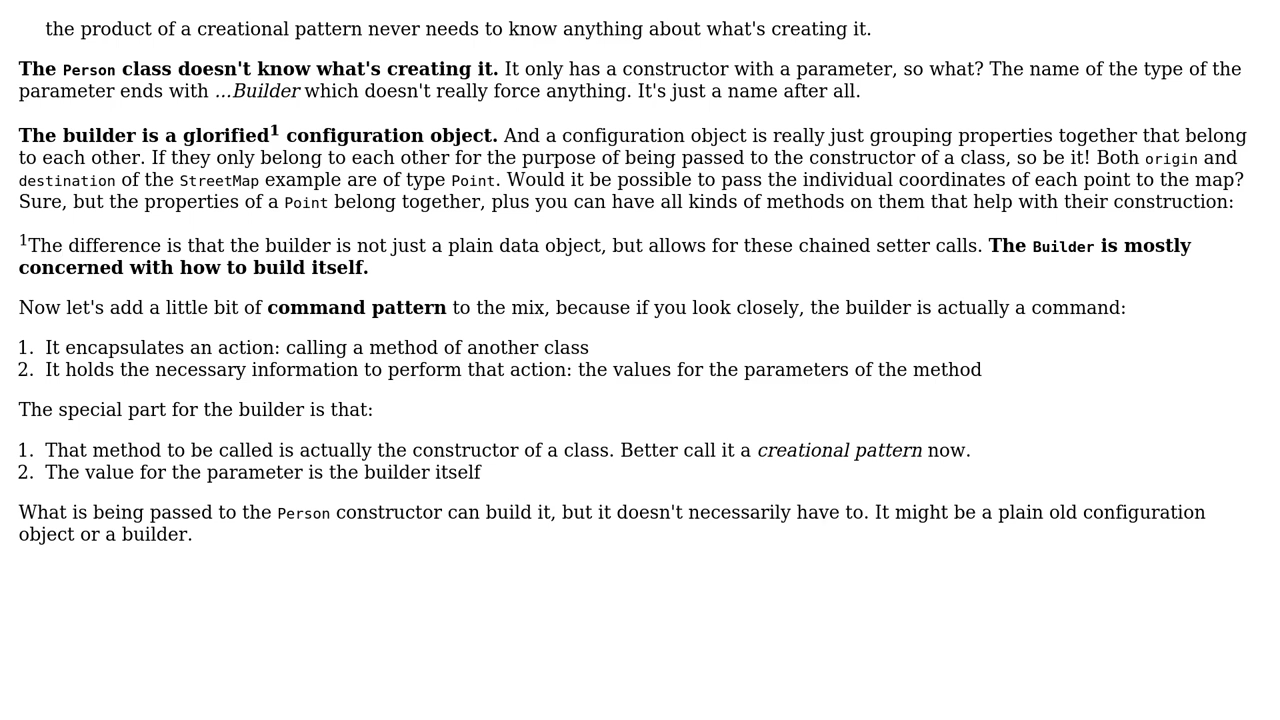 the product of a creational pattern never needs to know anything about what's creating it.
The Person class doesn't know what's creating it. It only has a constructor with a parameter, so what? The name of the type of the
parameter ends with ...Builder which doesn't really force anything. It's just a name after all.
The builder is a glorified1 configuration object. And a configuration object is really just grouping properties together that belong
to each other. If they only belong to each other for the purpose of being passed to the constructor of a class, so be it! Both origin and
destination of the StreetMap example are of type Point. Would it be possible to pass the individual coordinates of each point to the map?
Sure, but the properties of a Point belong together, plus you can have all kinds of methods on them that help with their construction:
1The difference is that the builder is not just a plain data object, but allows for these chained setter calls. The Builder is mostly
concerned with how to build itself.
Now let's add a little bit of command pattern to the mix, because if you look closely, the builder is actually a command:
1. It encapsulates an action: calling a method of another class
2. It holds the necessary information to perform that action: the values for the parameters of the method
The special part for the builder is that:
1. That method to be called is actually the constructor of a class. Better call it a creational pattern now.
2. The value for the parameter is the builder itself
What is being passed to the Person constructor can build it, but it doesn't necessarily have to. It might be a plain old configuration
object or a builder.